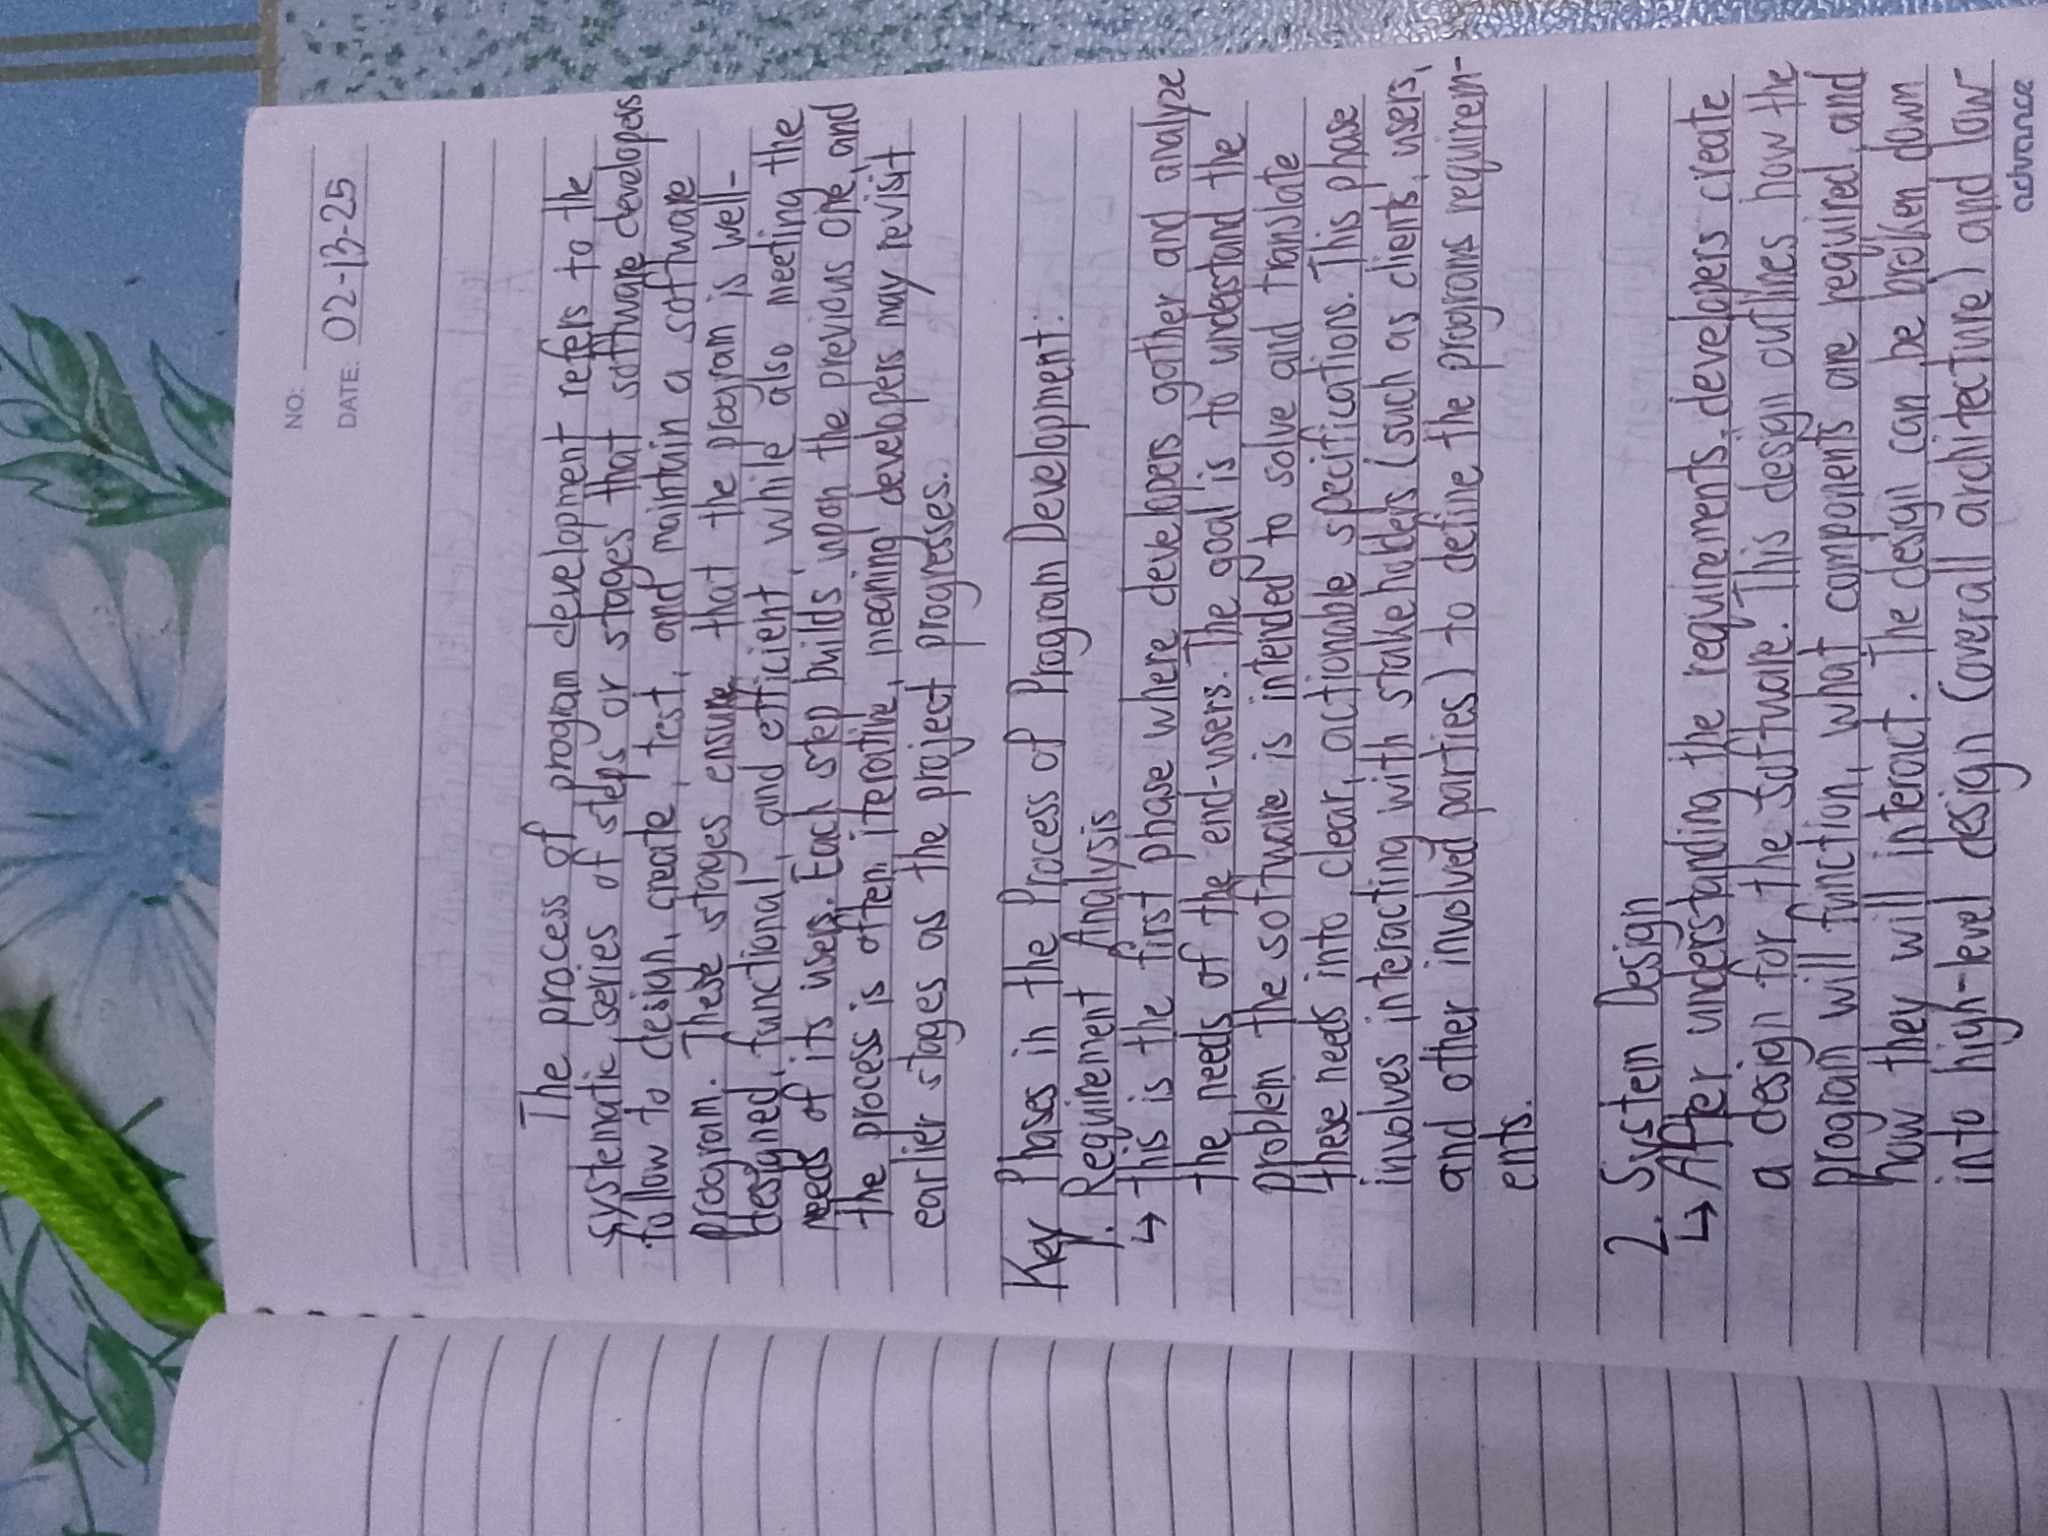 NO:
DATE: 02-13-25
The process of program development refers to the
systematic series of steps or stages that software developers
follow to design, create, test, and maintain a software
program. These stages ensure that the program is well-
designed, functional, and efficient while also meeting the
needs of its users. Each step builds upon the previous one, and
the process is often iterative, meaning developers may revisit
earlier stages as the project progresses.
Key Phases in the Process of Program Development:
1. Requirement Analysis
↳ This is the first phase where developers gather and analyze
the needs of the end-users. The goal is to understand the
problem the software is intended to solve and translate
these needs into clear, actionable specifications. This phase
involves interacting with stakeholders (such as clients, users,
and other involved parties) to define the programs requirem-
ents.
2. System Design
↳ After understanding the requirements, developers create
a design for the software. This design outlines how the
program will function, what components are required, and
how they will interact. The design can be broken down
into high-level design (overall architecture) and low
advance